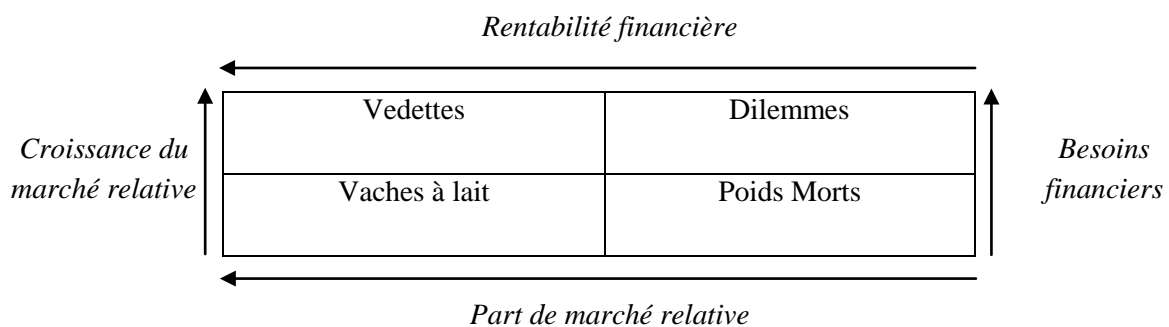 Rentabilité financière
Vedettes
Dilemmes
Croissance du
marché relative
Besoins
financiers
Vaches à lait
Poids Morts
Part de marché relative